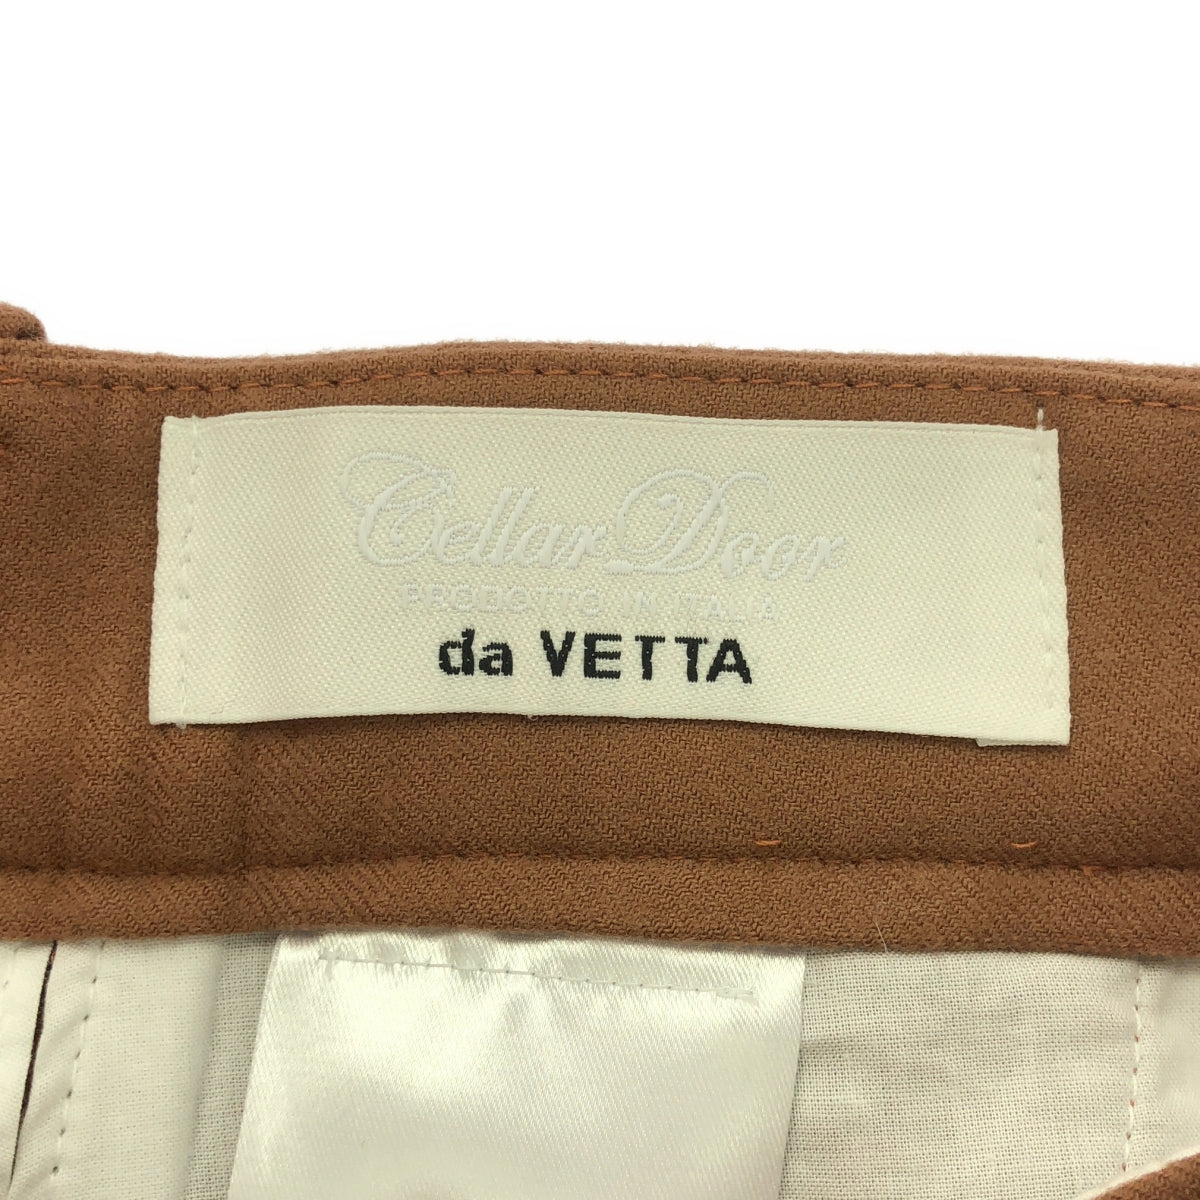 Cellar Door
PRODOTTO IN ITALIA
da VETTA